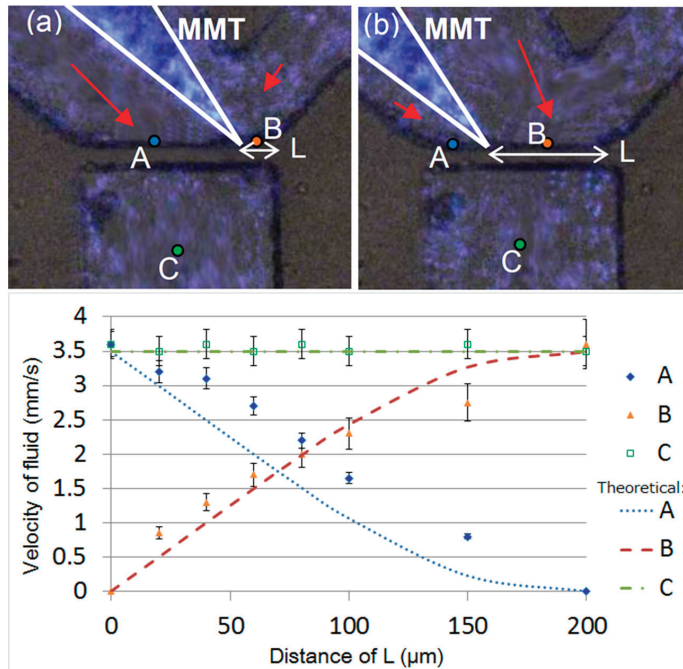 (a)
MMT
A
B
L
C
(b)
MMT
A
B
L
C
4
3.5
3
2.5
2
1.5
1
0.5
0
Velocity of fluid (mm/s)
0 50 100 150 200
Distance of L (μm)
A
B
C
Theoretical:
A
B
C